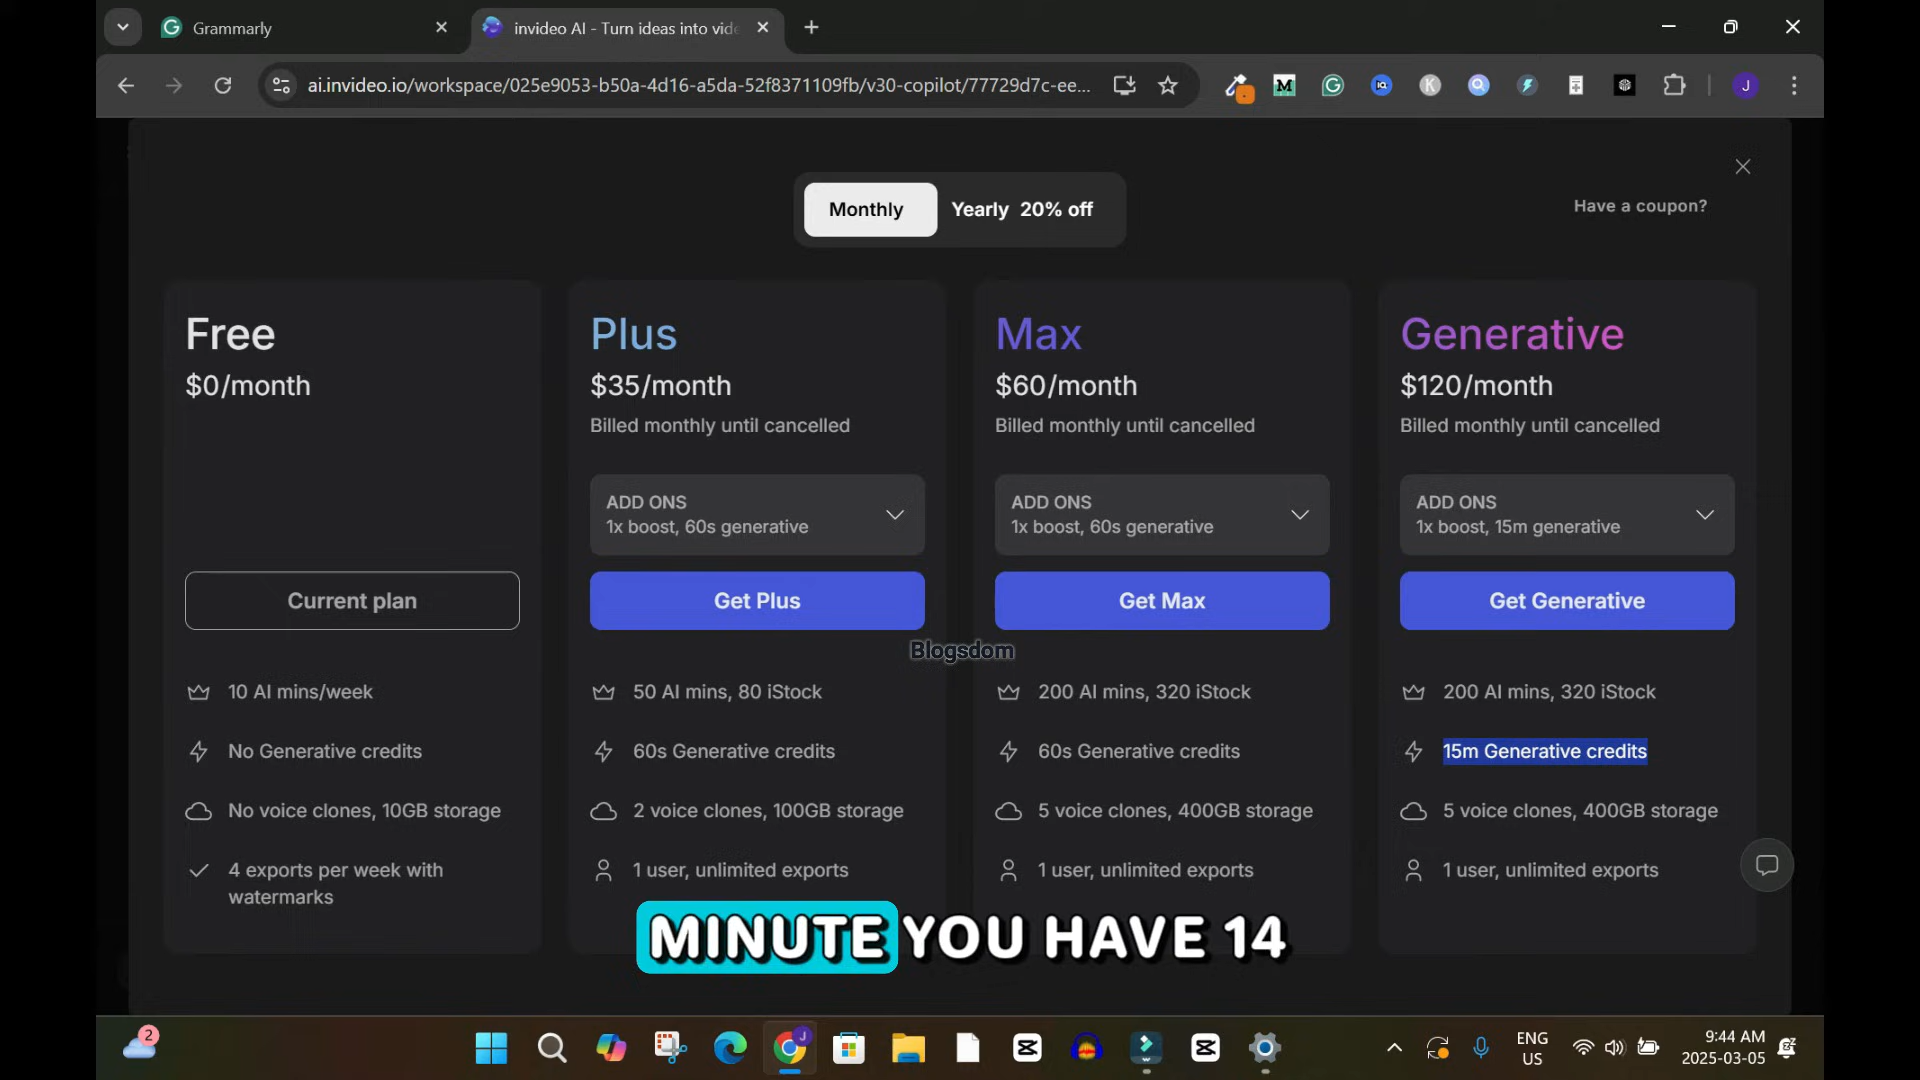 Grammarly
invideo AI - Turn ideas into vide
ai.invideo.io/workspace/025e9053-b50a-4d16-a5da-52f8371109fb/v30-copilot/77729d7c-ee...
Monthly
Yearly 20% off
Have a coupon?
Free
$0/month
Current plan
10 AI mins/week
No Generative credits
No voice clones, 10GB storage
4 exports per week with
watermarks
Plus
$35/month
Billed monthly until cancelled
ADD ONS
1x boost, 60s generative
Get Plus
50 AI mins, 80 iStock
60s Generative credits
2 voice clones, 100GB storage
1 user, unlimited exports
Max
$60/month
Billed monthly until cancelled
ADD ONS
1x boost, 60s generative
Get Max
200 AI mins, 320 iStock
60s Generative credits
5 voice clones, 400GB storage
1 user, unlimited exports
Generative
$120/month
Billed monthly until cancelled
ADD ONS
1x boost, 15m generative
Get Generative
200 AI mins, 320 iStock
15m Generative credits
5 voice clones, 400GB storage
1 user, unlimited exports
Blogsdom
MINUTE YOU HAVE 14
2
ENG
US
9:44 AM
2025-03-05